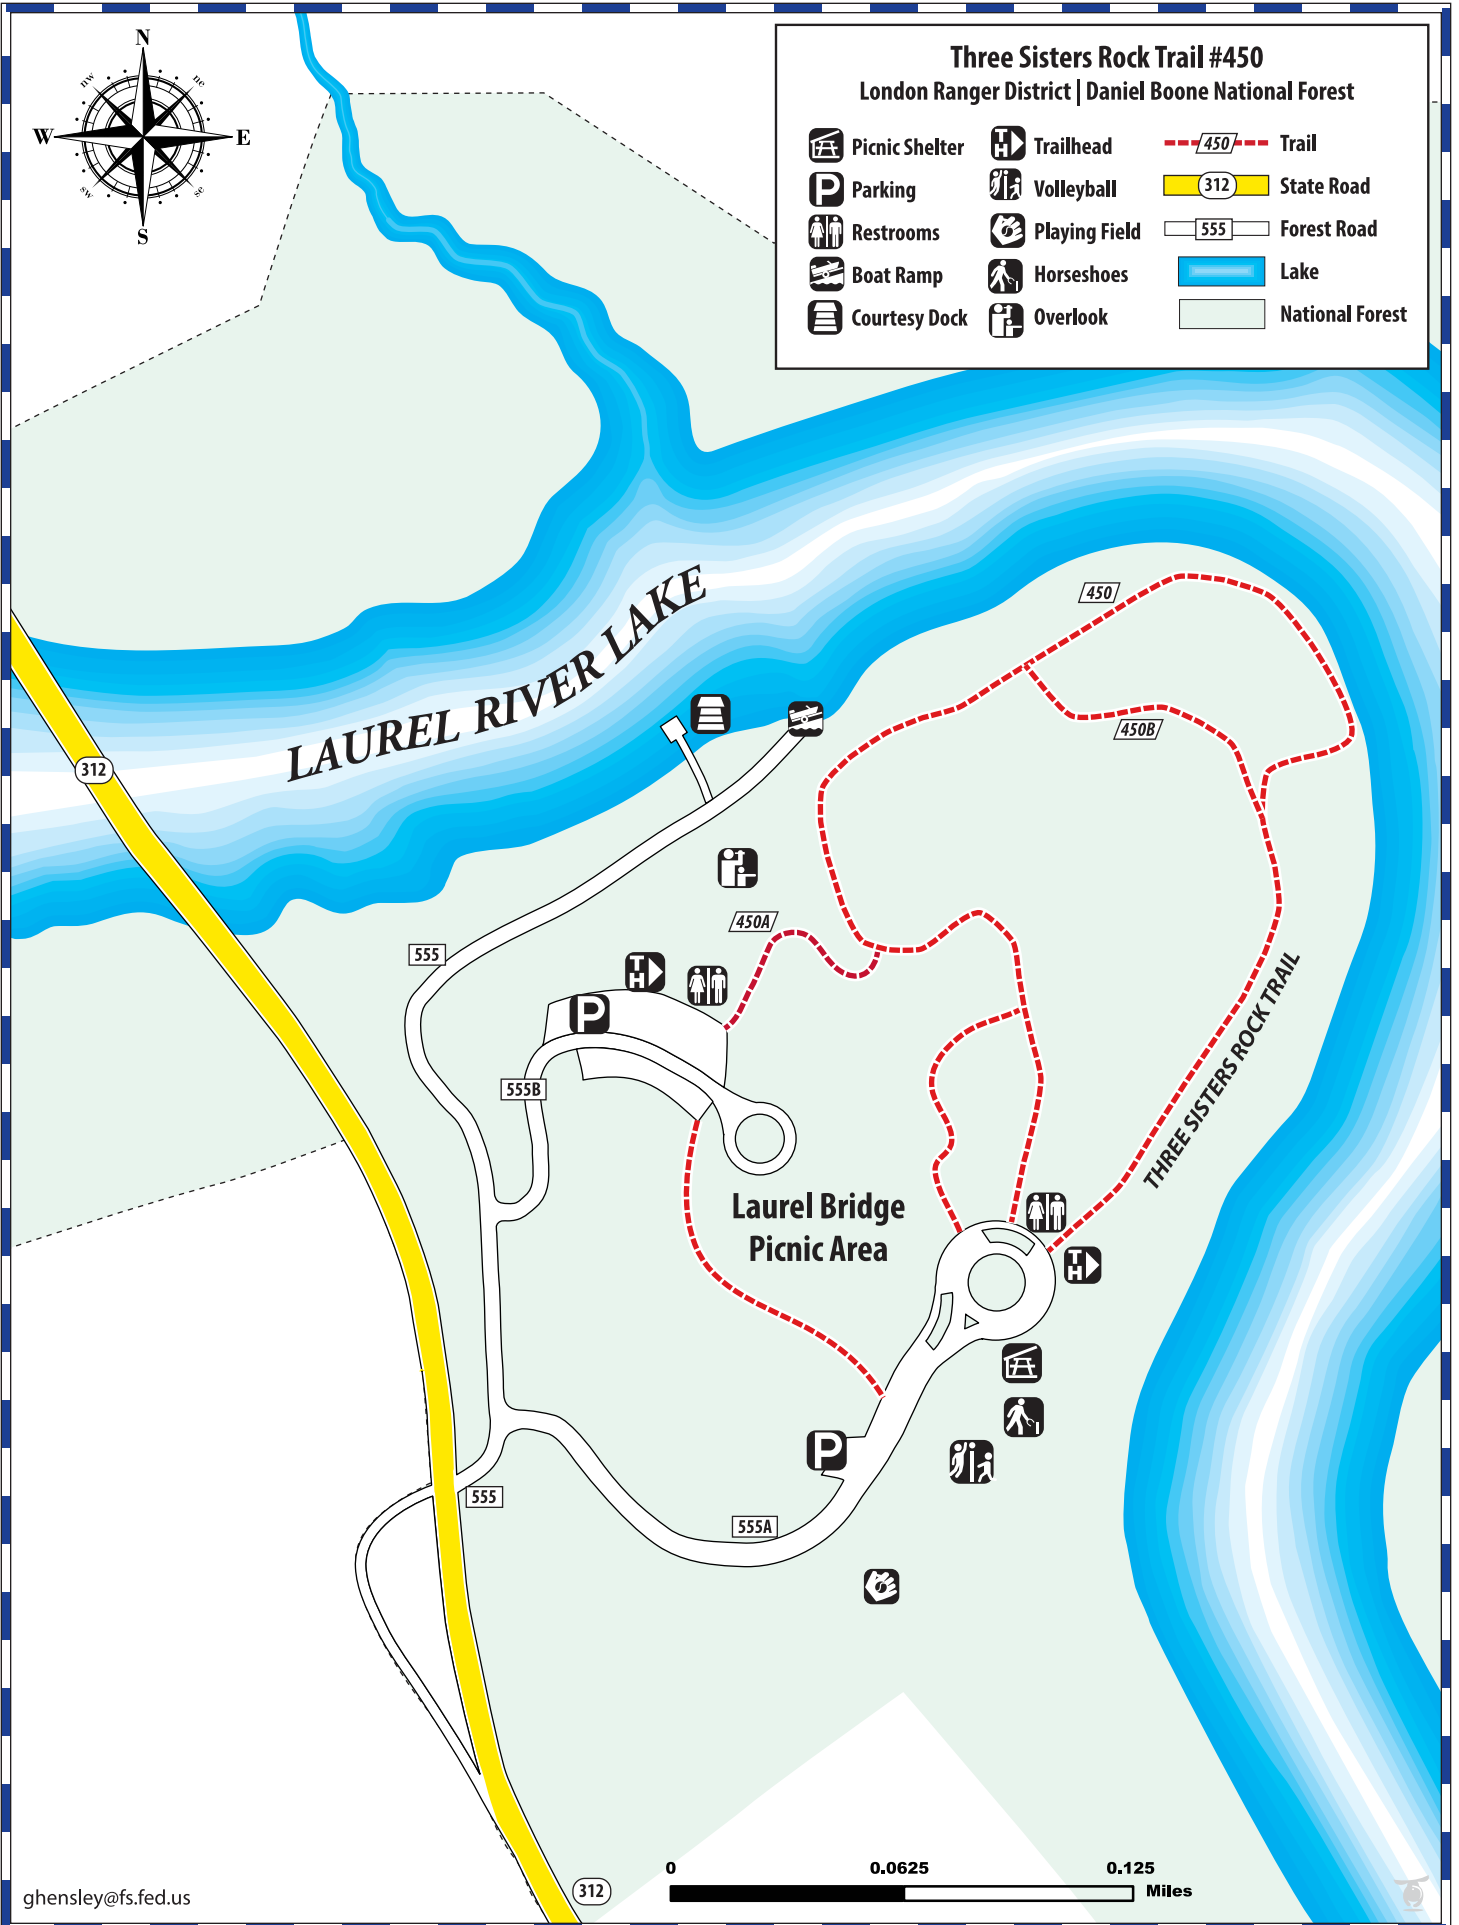 N
nw
ne
W
E
sw
se
S
Three Sisters Rock Trail #450
London Ranger District | Daniel Boone National Forest
Picnic Shelter
Parking
Restrooms
Boat Ramp
Courtesy Dock
Trailhead
Volleyball
Playing Field
Horseshoes
Overlook
450 Trail
312 State Road
555 Forest Road
Lake
National Forest
P
TH
LAUREL RIVER LAKE
450
450B
312
450A
555
TH
P
555B
THREE SISTERS ROCK TRAIL
Laurel Bridge
Picnic Area
TH
P
555
555A
0 0.0625 0.125
Miles
312
ghensley@fs.fed.us